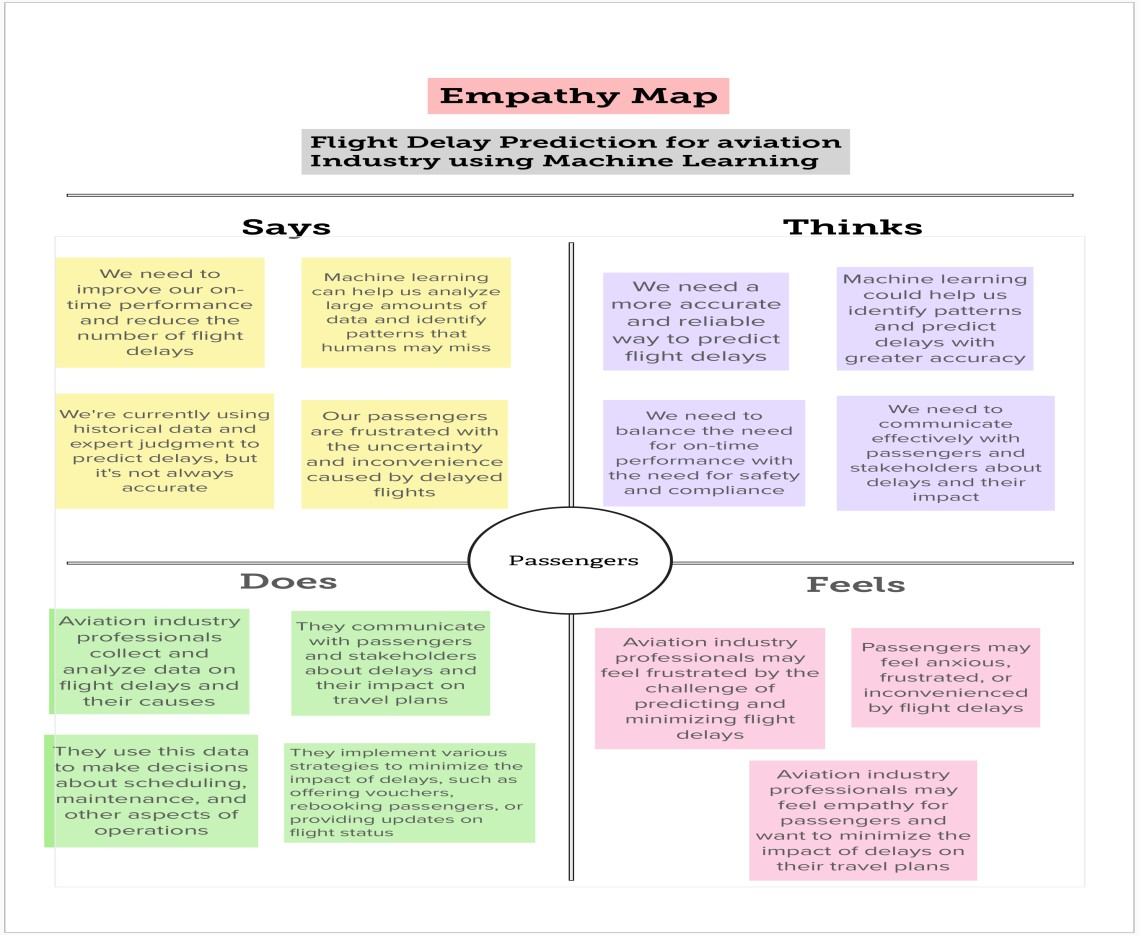 Empathy Map
Flight Delay Prediction for aviation
Industry using Machine Learning
Says
We need to
improve our on-
time performance
and reduce the
number of flight
delays
Machine learning
can help us analyze
large amounts of
data and identify
patterns that
humans may miss
We're currently using
historical data and
expert judgment to
predict delays, but
it's not always
accurate
Our passengers
are frustrated with
the uncertainty
and inconvenience
caused by delayed
flights
Thinks
We need a
more accurate
and reliable
way to predict
flight delays
Machine learning
could help us
identify patterns
and predict
delays with
greater accuracy
We need to
balance the need
for on-time
performance with
the need for safety
and compliance
We need to
communicate
effectively with
passengers and
stakeholders about
delays and their
impact
Passengers
Does
Aviation industry
professionals
collect and
analyze data on
flight delays and
their causes
They communicate
with passengers
and stakeholders
about delays and
their impact on
travel plans
They use this data
to make decisions
about scheduling,
maintenance, and
other aspects of
operations
They implement various
strategies to minimize the
impact of delays, such as
offering vouchers,
rebooking passengers, or
providing updates on
flight status
Feels
Aviation industry
professionals may
feel frustrated by the
challenge of
predicting and
minimizing flight
delays
Passengers may
feel anxious,
frustrated, or
inconvenienced
by flight delays
Aviation industry
professionals may
feel empathy for
passengers and
want to minimize the
impact of delays on
their travel plans